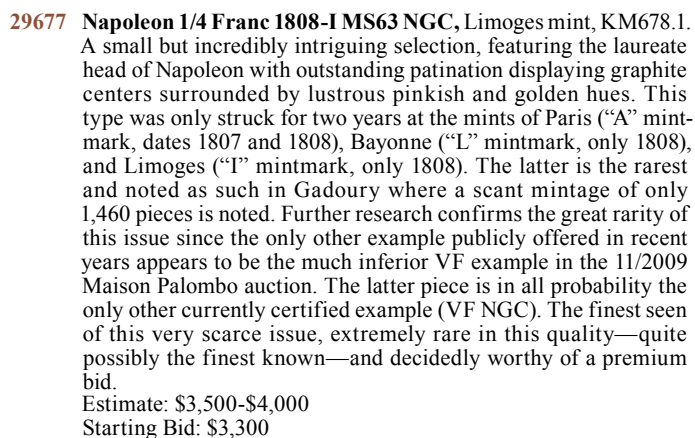 29677 Napoleon 1/4 Franc 1808-I MS63 NGC, Limoges mint, KM678.1.
A small but incredibly intriguing selection, featuring the laureate
head of Napoleon with outstanding patination displaying graphite
centers surrounded by lustrous pinkish and golden hues. This
type was only struck for two years at the mints of Paris (“A” mint-
mark, dates 1807 and 1808), Bayonne (“L” mintmark, only 1808),
and Limoges (“I” mintmark, only 1808). The latter is the rarest
and noted as such in Gadoury where a scant mintage of only
1,460 pieces is noted. Further research confirms the great rarity of
this issue since the only other example publicly offered in recent
years appears to be the much inferior VF example in the 11/2009
Maison Palombo auction. The latter piece is in all probability the
only other currently certified example (VF NGC). The finest seen
of this very scarce issue, extremely rare in this quality—quite
possibly the finest known—and decidedly worthy of a premium
bid.
Estimate: $3,500-$4,000
Starting Bid: $3,300